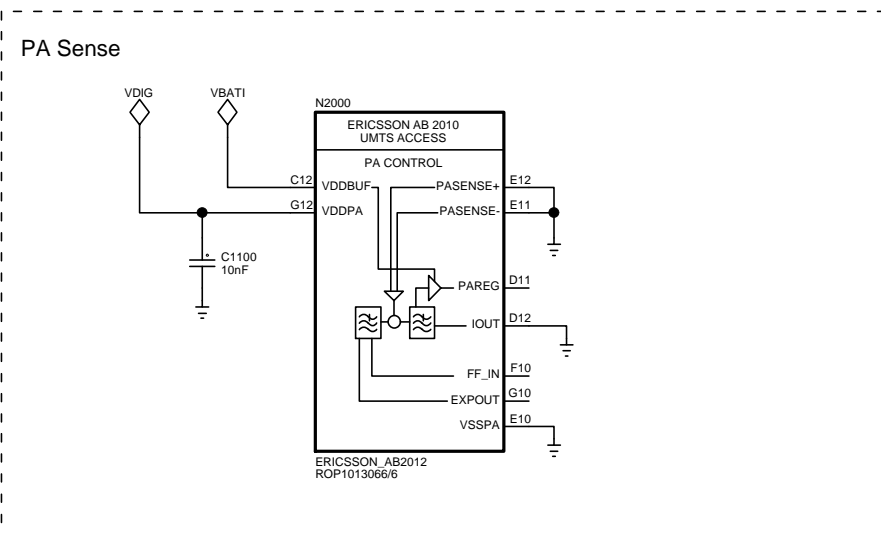 PA Sense
VDIG
VBATI
N2000
ERICSSON AB 2010
UMTS ACCESS
PA CONTROL
C12
VDDBUF
PASENSE+
E12
G12
VDDPA
PASENSE-
E11
C1100
10nF
PAREG
D11
IOUT
D12
FF_IN
F10
EXPOUT
G10
VSSPA
E10
ERICSSON_AB2012
ROP1013066/6